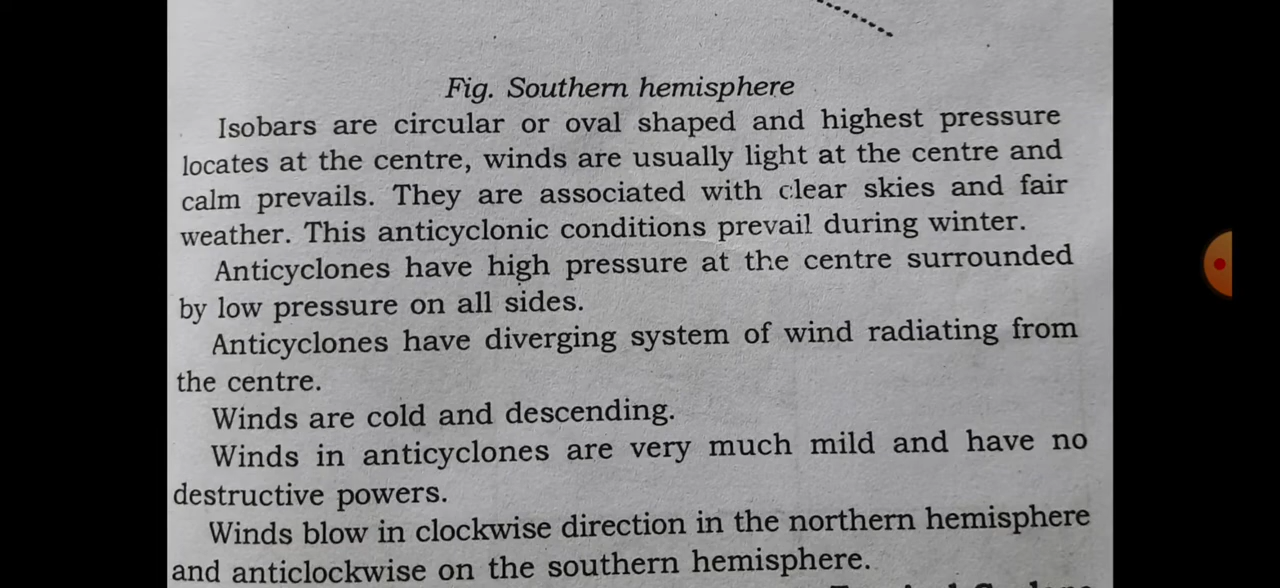 Fig. Southern hemisphere
Isobars are circular or oval shaped and highest pressure
locates at the centre, winds are usually light at the centre and
calm prevails. They are associated with clear skies and fair
weather. This anticyclonic conditions prevail during winter.
Anticyclones have high pressure at the centre surrounded
by low pressure on all sides.
Anticyclones have diverging system of wind radiating from
the centre.
Winds are cold and descending.
Winds in anticyclones are very much mild and have no
destructive powers.
Winds blow in clockwise direction in the northern hemisphere
and anticlockwise on the southern hemisphere.